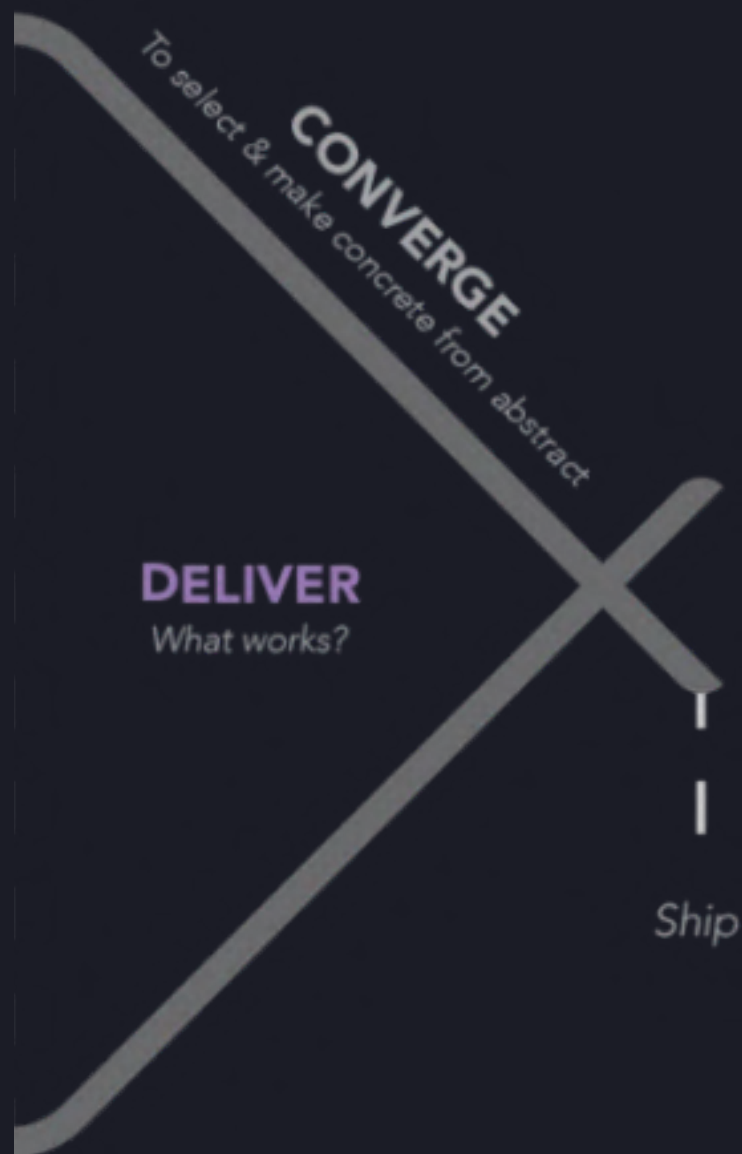 CONVERGE
To select & make concrete from abstract
DELIVER
What works?
Ship